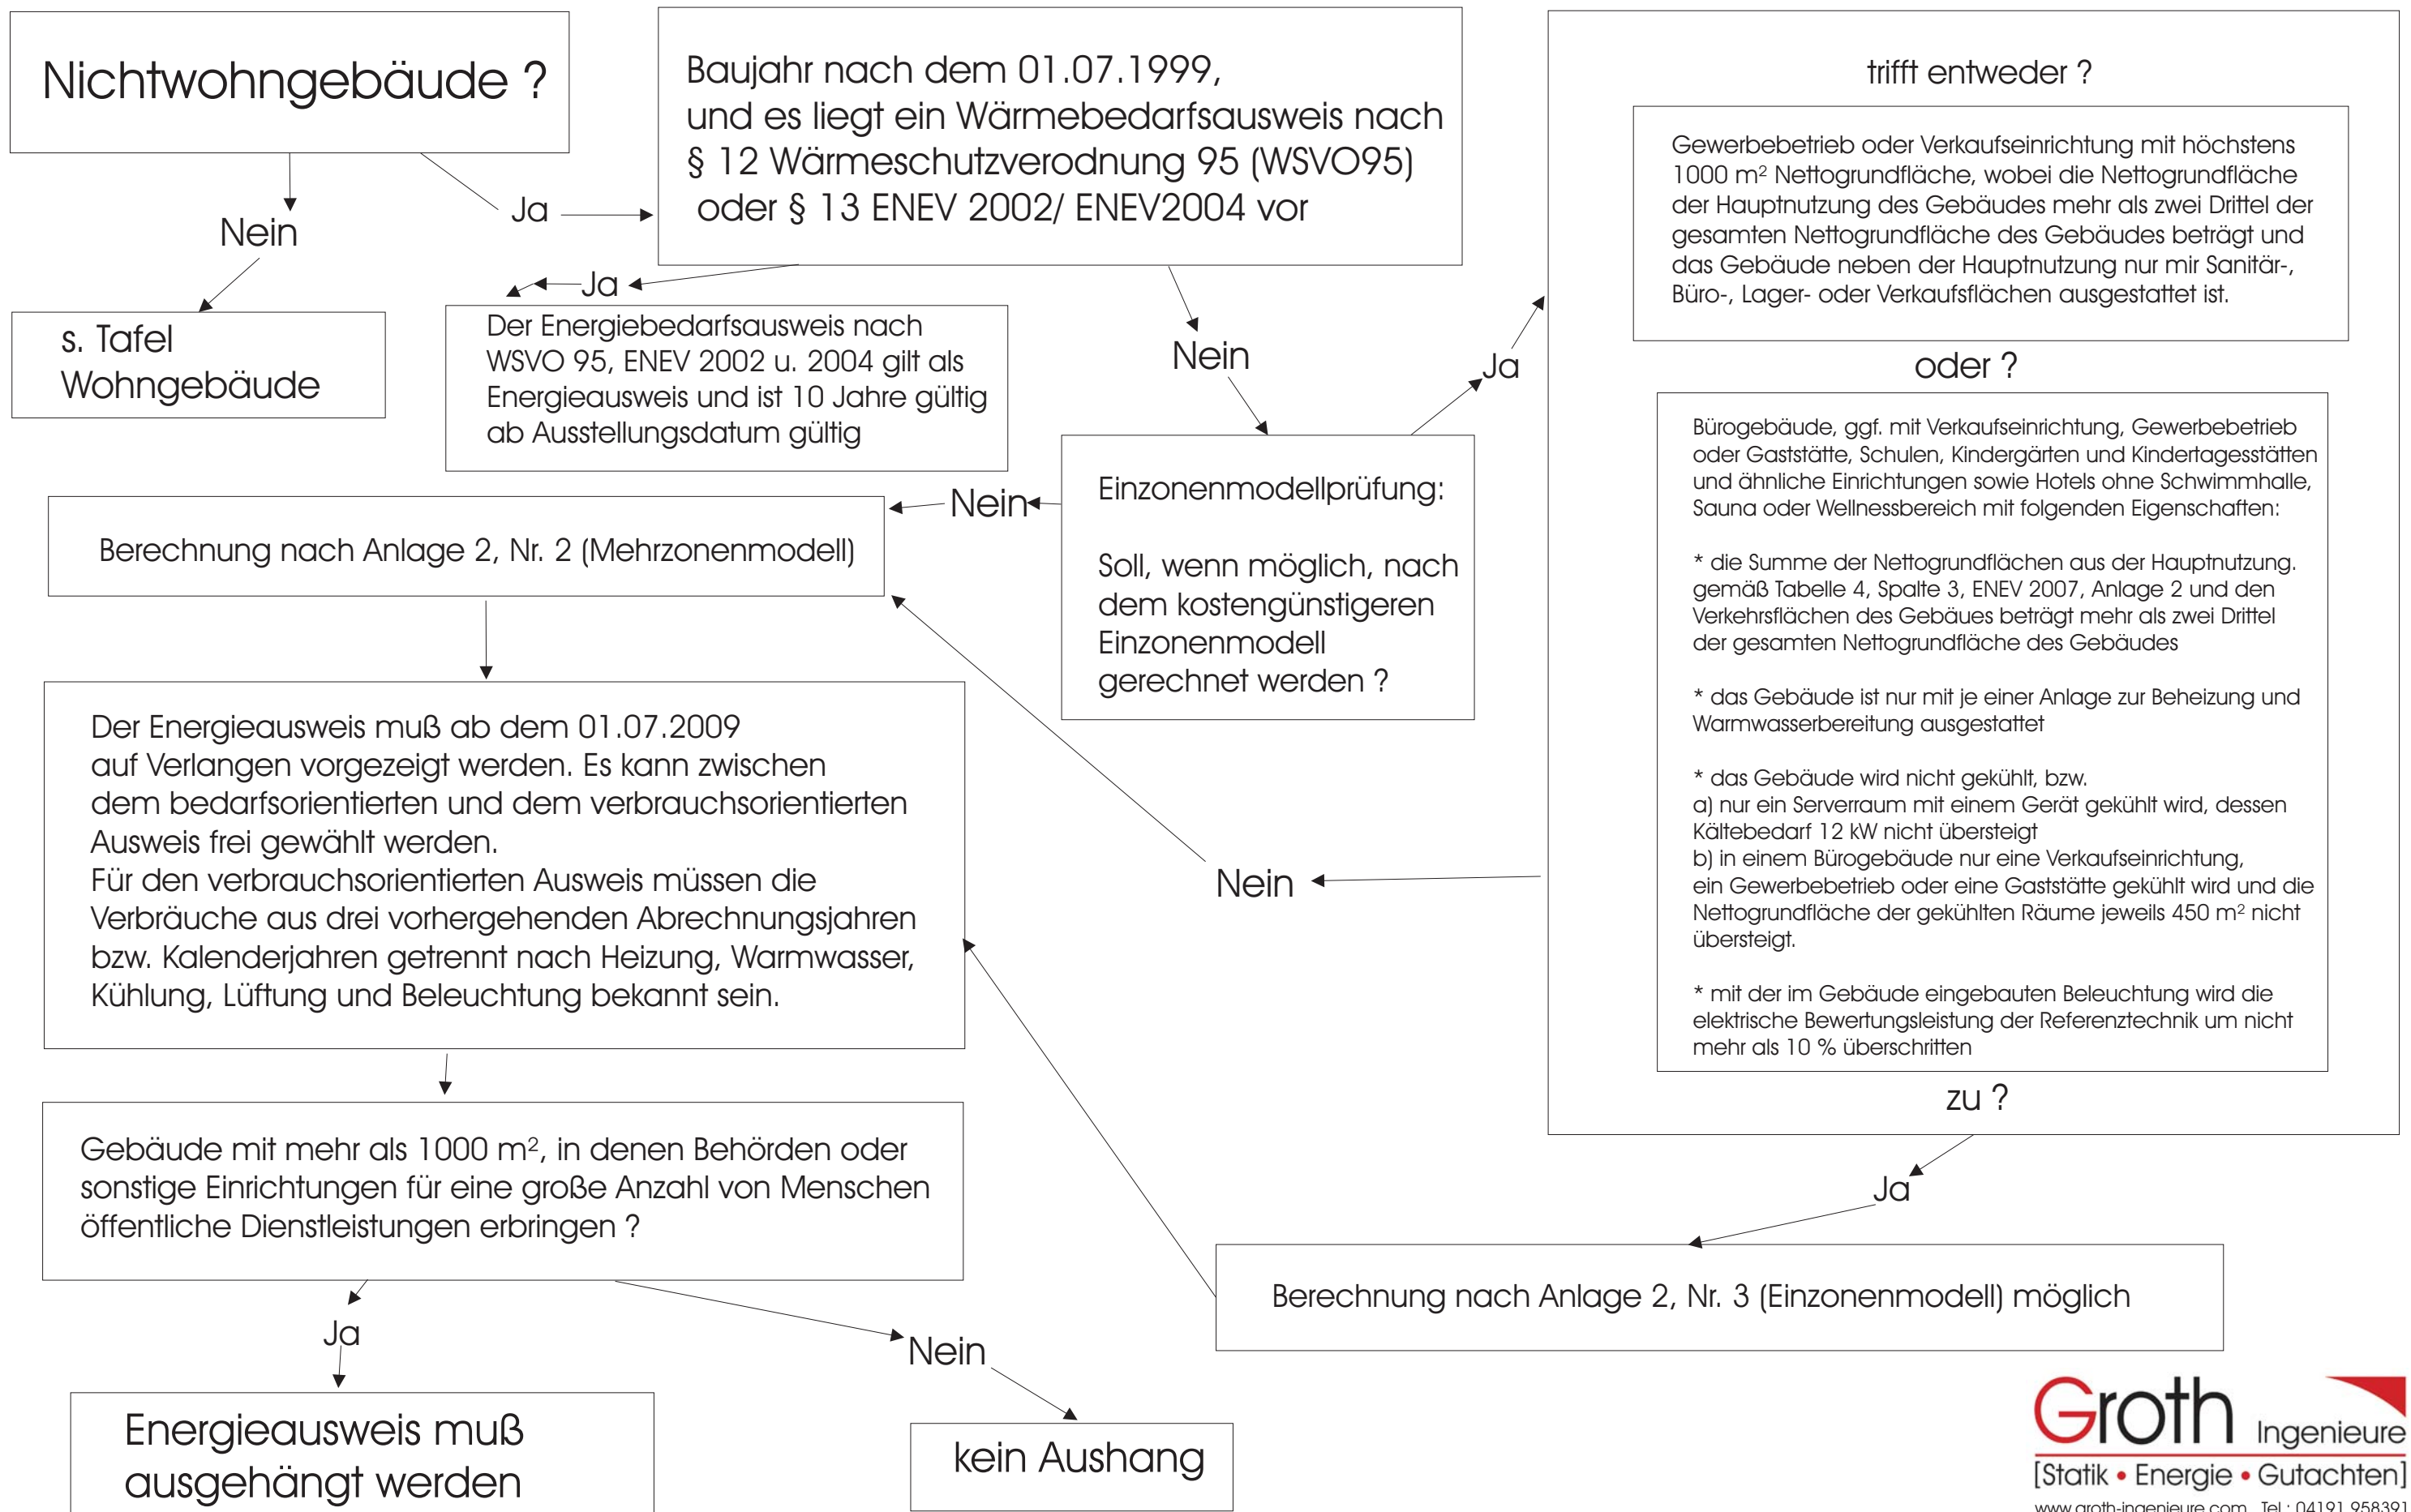 Nichtwohngebäude ?
Nein
Ja
s. Tafel
Wohngebäude
Baujahr nach dem 01.07.1999,
und es liegt ein Wärmebedarfsausweis nach
§ 12 Wärmeschutzverodnung 95 (WSVO95)
oder § 13 ENEV 2002/ ENEV2004 vor
Ja
Der Energiebedarfsausweis nach
WSVO 95, ENEV 2002 u. 2004 gilt als
Energieausweis und ist 10 Jahre gültig
ab Ausstellungsdatum gültig
Nein
Einzonenmodellprüfung:
Soll, wenn möglich, nach
dem kostengünstigeren
Einzonenmodell
gerechnet werden ?
Nein
Ja
Berechnung nach Anlage 2, Nr. 2 (Mehrzonenmodell)
trifft entweder ?
Gewerbebetrieb oder Verkaufseinrichtung mit höchstens
1000 m² Nettogrundfläche, wobei die Nettogrundfläche
der Hauptnutzung des Gebäudes mehr als zwei Drittel der
gesamten Nettogrundfläche des Gebäudes beträgt und
das Gebäude neben der Hauptnutzung nur mir Sanitär-,
Büro-, Lager- oder Verkaufsflächen ausgestattet ist.
oder ?
Bürogebäude, ggf. mit Verkaufseinrichtung, Gewerbebetrieb
oder Gaststätte, Schulen, Kindergärten und Kindertagesstätten
und ähnliche Einrichtungen sowie Hotels ohne Schwimmhalle,
Sauna oder Wellnessbereich mit folgenden Eigenschaften:
* die Summe der Nettogrundflächen aus der Hauptnutzung.
gemäß Tabelle 4, Spalte 3, ENEV 2007, Anlage 2 und den
Verkehrsflächen des Gebäues beträgt mehr als zwei Drittel
der gesamten Nettogrundfläche des Gebäudes
* das Gebäude ist nur mit je einer Anlage zur Beheizung und
Warmwasserbereitung ausgestattet
* das Gebäude wird nicht gekühlt, bzw.
a) nur ein Serverraum mit einem Gerät gekühlt wird, dessen
Kältebedarf 12 kW nicht übersteigt
b) in einem Bürogebäude nur eine Verkaufseinrichtung,
ein Gewerbebetrieb oder eine Gaststätte gekühlt wird und die
Nettogrundfläche der gekühlten Räume jeweils 450 m² nicht
übersteigt.
* mit der im Gebäude eingebauten Beleuchtung wird die
elektrische Bewertungsleistung der Referenztechnik um nicht
mehr als 10 % überschritten
zu ?
Nein
Ja
Berechnung nach Anlage 2, Nr. 3 (Einzonenmodell) möglich
Der Energieausweis muß ab dem 01.07.2009
auf Verlangen vorgezeigt werden. Es kann zwischen
dem bedarfsorientierten und dem verbrauchsorientierten
Ausweis frei gewählt werden.
Für den verbrauchsorientierten Ausweis müssen die
Verbräuche aus drei vorhergehenden Abrechnungsjahren
bzw. Kalenderjahren getrennt nach Heizung, Warmwasser,
Kühlung, Lüftung und Beleuchtung bekannt sein.
Gebäude mit mehr als 1000 m², in denen Behörden oder
sonstige Einrichtungen für eine große Anzahl von Menschen
öffentliche Dienstleistungen erbringen ?
Ja
Nein
Energieausweis muß
ausgehängt werden
kein Aushang
Groth Ingenieure
[Statik • Energie • Gutachten]
www.groth-ingenieure.com Tel.: 04191 958391